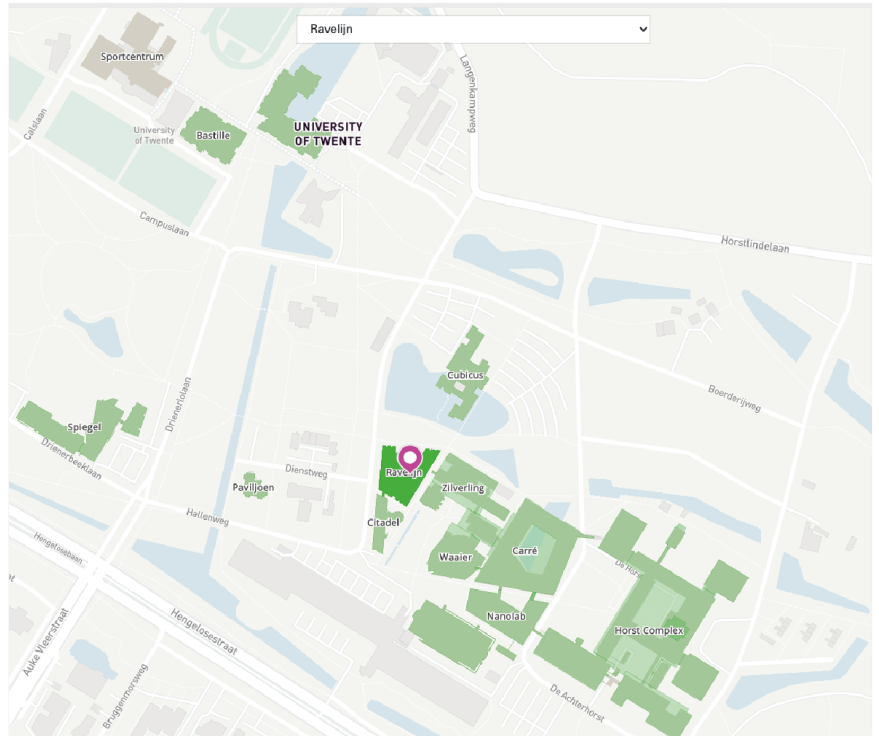 Ravelijn
Sportcentrum
Langenkampweg
Calslaan
University
of Twente
Bastille
UNIVERSITY
OF TWENTE
Campuslaan
Horstlindelaan
Cubicus
Boerderijweg
Drienerlolaan
Spiegel
Drienerbeeklaan
Ravelijn
Dienstweg
Paviljoen
Zilverling
Hallenweg
Citadel
Hengelosebaan
Waaier
Carré
De Horst
Hengelosestraat
Nanolab
Horst Complex
Auke Vleerstraat
Bruggenmorsweg
De Achterhorst